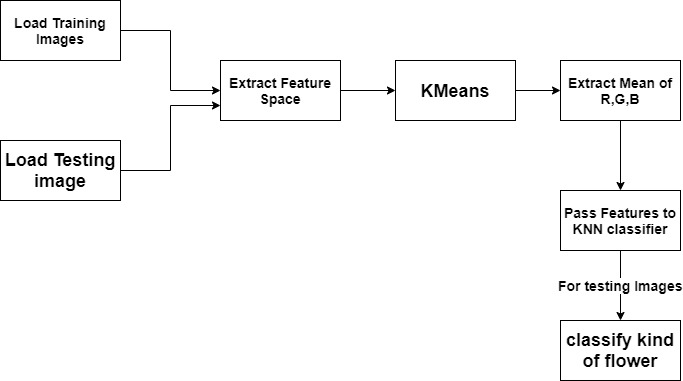 Load Training
Images
Extract Feature
Space
KMeans
Extract Mean of
R,G,B
Load Testing
image
Pass Features to
KNN classifier
For testing Images
classify kind
of flower